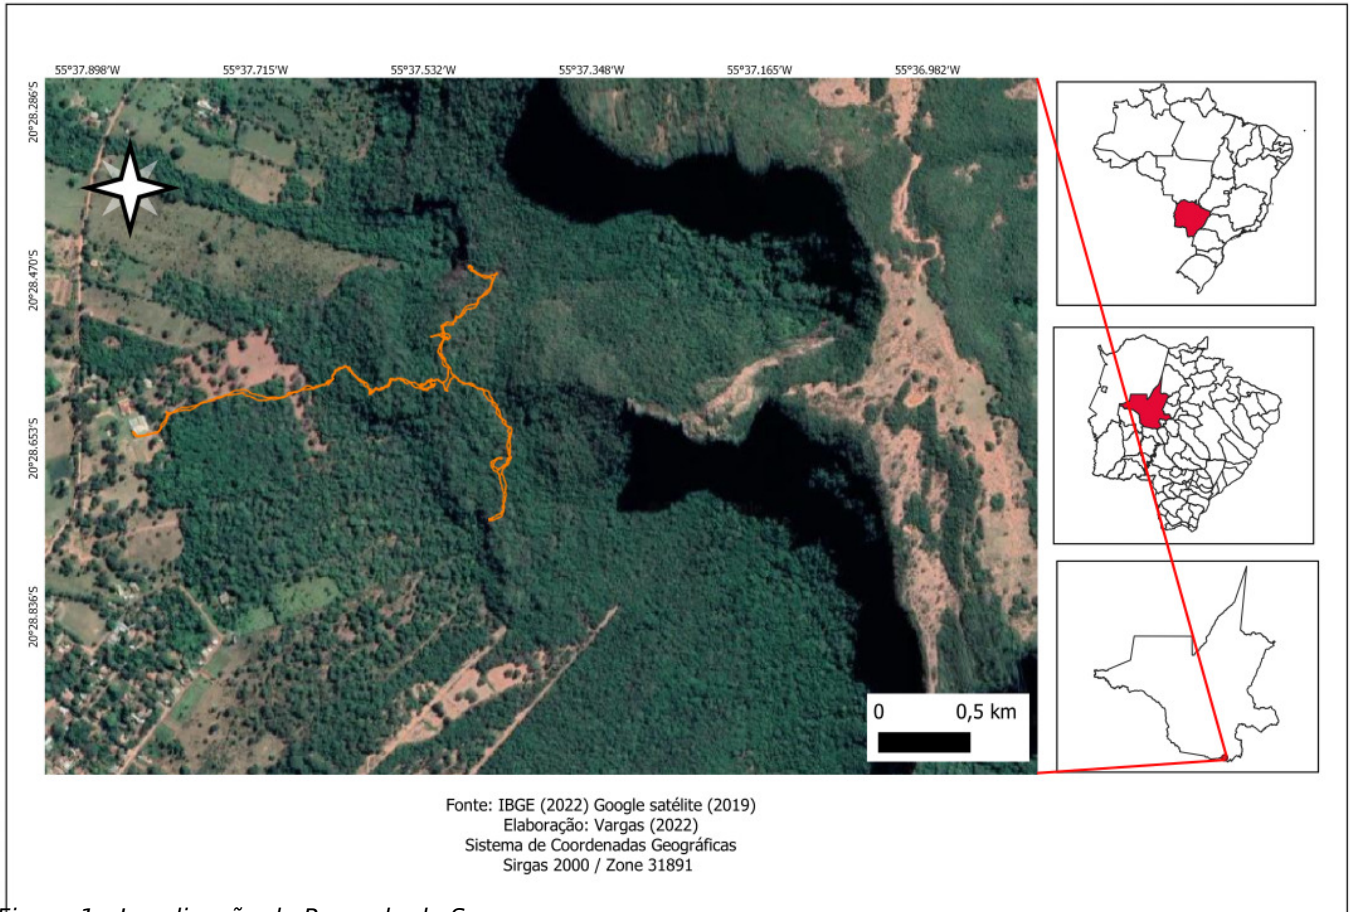 55°37.898'W 55°37.715'W 55°37.532'W 55°37.348'W 55°37.165'W 55°36.982'W
20°28.286'S
20°28.470'S
20°28.653'S
20°28.836'S
0 0,5 km
Fonte: IBGE (2022) Google satélite (2019)
Elaboração: Vargas (2022)
Sistema de Coordenadas Geográficas
Sirgas 2000 / Zone 31891